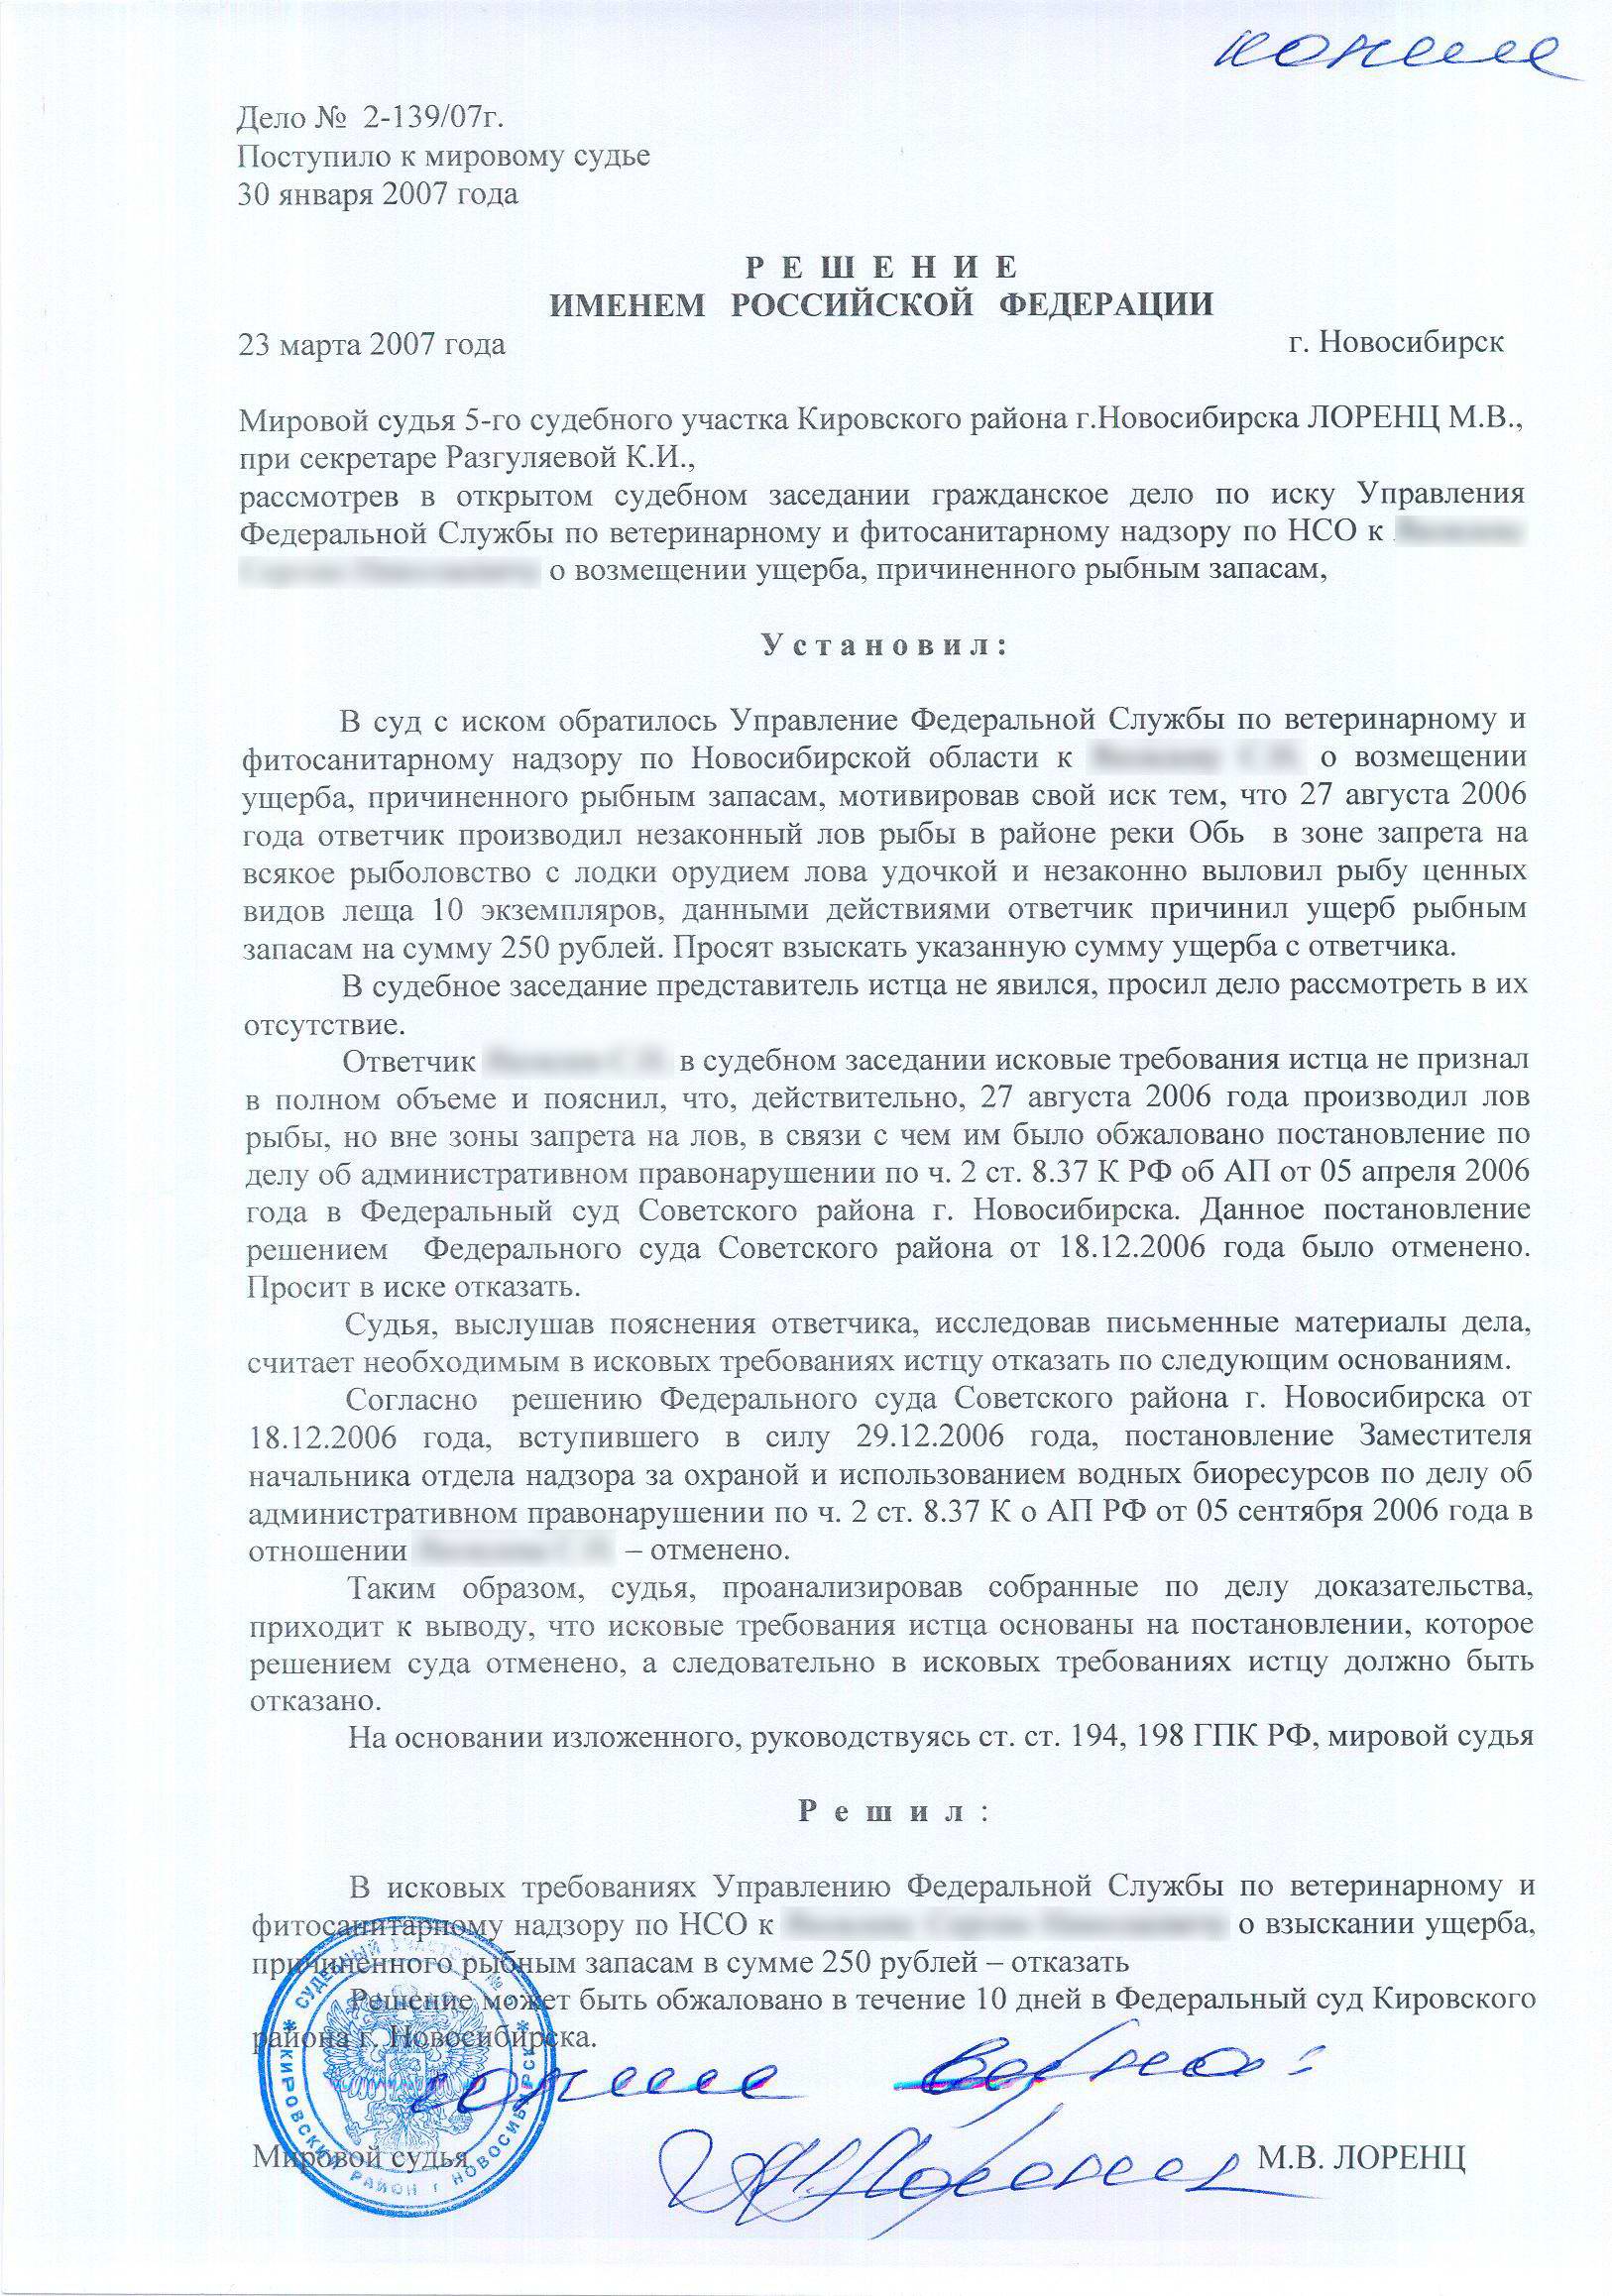 копия
Дело № 2-139/07г.
Поступило к мировому судье
30 января 2007 года
Р Е Ш Е Н И Е
ИМЕНЕМ РОССИЙСКОЙ ФЕДЕРАЦИИ
23 марта 2007 года г. Новосибирск
Мировой судья 5-го судебного участка Кировского района г.Новосибирска ЛОРЕНЦ М.В.,
при секретаре Разгуляевой К.И.,
рассмотрев в открытом судебном заседании гражданское дело по иску Управления
Федеральной Службы по ветеринарному и фитосанитарному надзору по НСО к
о возмещении ущерба, причиненного рыбным запасам,
У с т а н о в и л :
В суд с иском обратилось Управление Федеральной Службы по ветеринарному и
фитосанитарному надзору по Новосибирской области к о возмещении
ущерба, причиненного рыбным запасам, мотивировав свой иск тем, что 27 августа 2006
года ответчик производил незаконный лов рыбы в районе реки Обь в зоне запрета на
всякое рыболовство с лодки орудием лова удочкой и незаконно выловил рыбу ценных
видов леща 10 экземпляров, данными действиями ответчик причинил ущерб рыбным
запасам на сумму 250 рублей. Просят взыскать указанную сумму ущерба с ответчика.
В судебное заседание представитель истца не явился, просил дело рассмотреть в их
отсутствие.
Ответчик в судебном заседании исковые требования истца не признал
в полном объеме и пояснил, что, действительно, 27 августа 2006 года производил лов
рыбы, но вне зоны запрета на лов, в связи с чем им было обжаловано постановление по
делу об административном правонарушении по ч. 2 ст. 8.37 К РФ об АП от 05 апреля 2006
года в Федеральный суд Советского района г. Новосибирска. Данное постановление
решением Федерального суда Советского района от 18.12.2006 года было отменено.
Просит в иске отказать.
Судья, выслушав пояснения ответчика, исследовав письменные материалы дела,
считает необходимым в исковых требованиях истцу отказать по следующим основаниям.
Согласно решению Федерального суда Советского района г. Новосибирска от
18.12.2006 года, вступившего в силу 29.12.2006 года, постановление Заместителя
начальника отдела надзора за охраной и использованием водных биоресурсов по делу об
административном правонарушении по ч. 2 ст. 8.37 К о АП РФ от 05 сентября 2006 года в
отношении – отменено.
Таким образом, судья, проанализировав собранные по делу доказательства,
приходит к выводу, что исковые требования истца основаны на постановлении, которое
решением суда отменено, а следовательно в исковых требованиях истцу должно быть
отказано.
На основании изложенного, руководствуясь ст. ст. 194, 198 ГПК РФ, мировой судья
Р е ш и л :
В исковых требованиях Управлению Федеральной Службы по ветеринарному и
фитосанитарному надзору по НСО к о взыскании ущерба,
причиненного рыбным запасам в сумме 250 рублей – отказать
Решение может быть обжаловано в течение 10 дней в Федеральный суд Кировского
района г. Новосибирска.
копия верна:
Мировой судья М.В. ЛОРЕНЦ
СУДЕБНЫЙ УЧАСТОК №
* КИРОВСКИЙ РАЙОН г НОВОСИБИРСК *